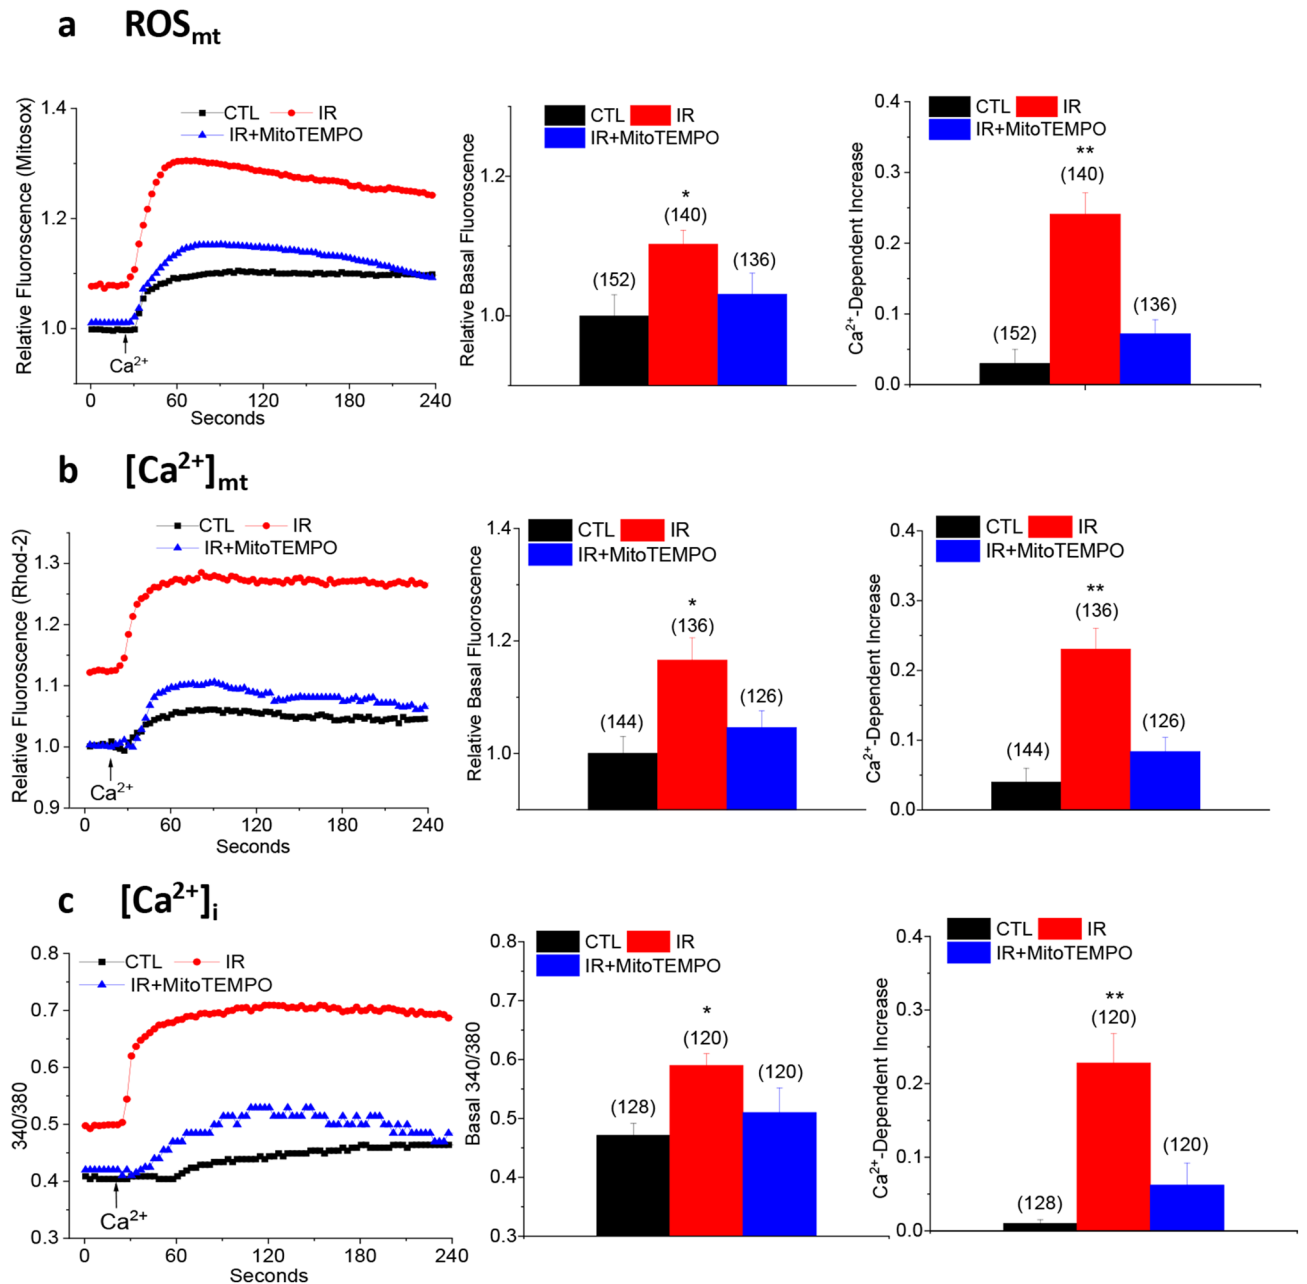 a ROSmt
CTL IR
IR+MitoTEMPO
Relative Fluorescence (Mitosox)
1.4
1.2
1.0
Ca²⁺
0 60 120 180 240
Seconds
CTL IR
IR+MitoTEMPO
Relative Basal Fluorescence
1.2
1.0
(152)
*
(140)
(136)
CTL IR
IR+MitoTEMPO
Ca²⁺-Dependent Increase
0.4
0.3
0.2
0.1
0.0
(152)
**
(140)
(136)
b [Ca²⁺]mt
CTL IR
IR+MitoTEMPO
Relative Fluoroscence (Rhod-2)
1.3
1.2
1.1
1.0
0.9
Ca²⁺
0 60 120 180 240
Seconds
CTL IR
IR+MitoTEMPO
Relative Basal Fluoroscence
1.4
1.2
1.0
(144)
*
(136)
(126)
CTL IR
IR+MitoTEMPO
Ca²⁺-Dependent Increase
0.4
0.3
0.2
0.1
0.0
(144)
**
(136)
(126)
c [Ca²⁺]i
CTL IR
IR+MitoTEMPO
340/380
0.8
0.7
0.6
0.5
0.4
0.3
Ca²⁺
0 60 120 180 240
Seconds
CTL IR
IR+MitoTEMPO
Basal 340/380
0.8
0.7
0.6
0.5
0.4
0.3
(128)
*
(120)
(120)
CTL IR
IR+MitoTEMPO
Ca²⁺-Dependent Increase
0.4
0.3
0.2
0.1
0.0
(128)
**
(120)
(120)